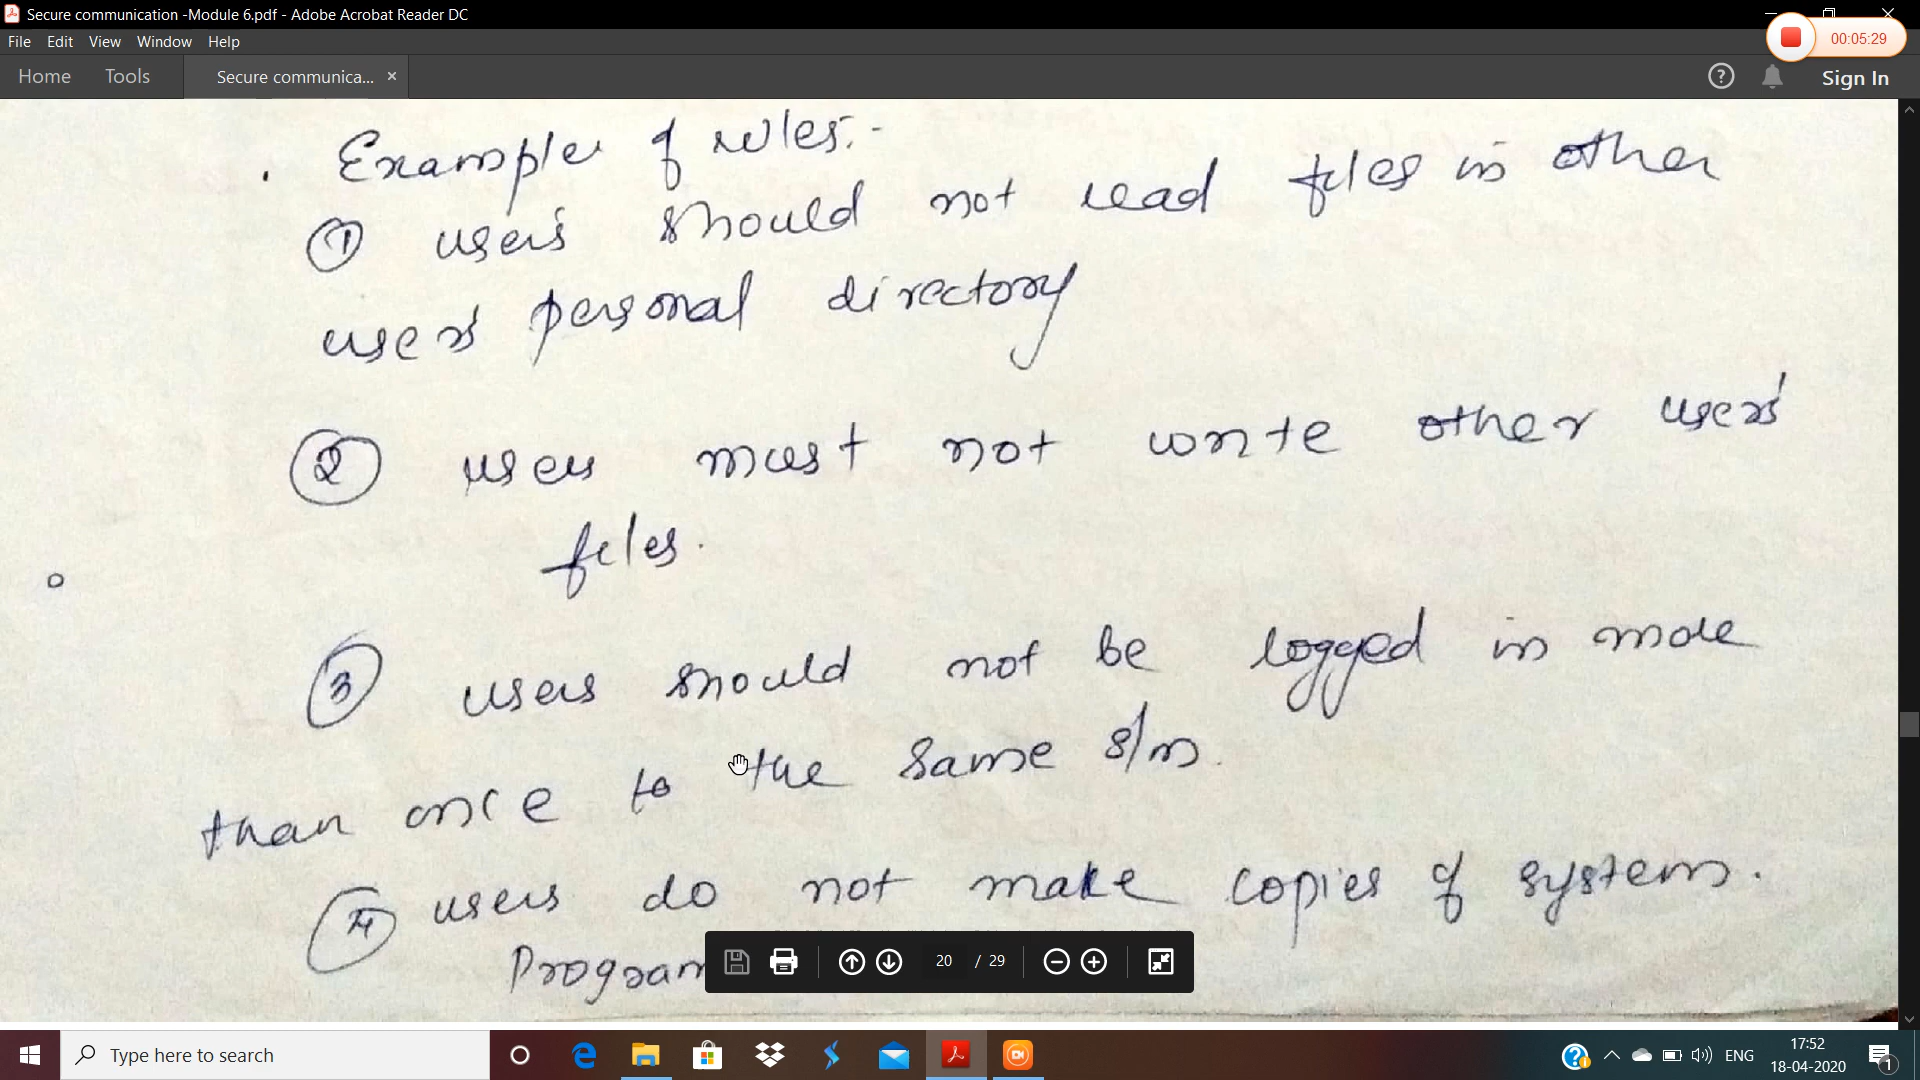 Secure communication -Module 6.pdf - Adobe Acrobat Reader DC
File Edit View Window Help
00:05:29
Home Tools Secure communica... × Sign In
. Example of rules:-
① users should not read files in other
user's personal directory
② users must not write other user's
files.
③ users should not be logged in more
than once to the same s/m.
④ users do not make copies of system.
Program
20 / 29
Type here to search
ENG
17:52
18-04-2020
1